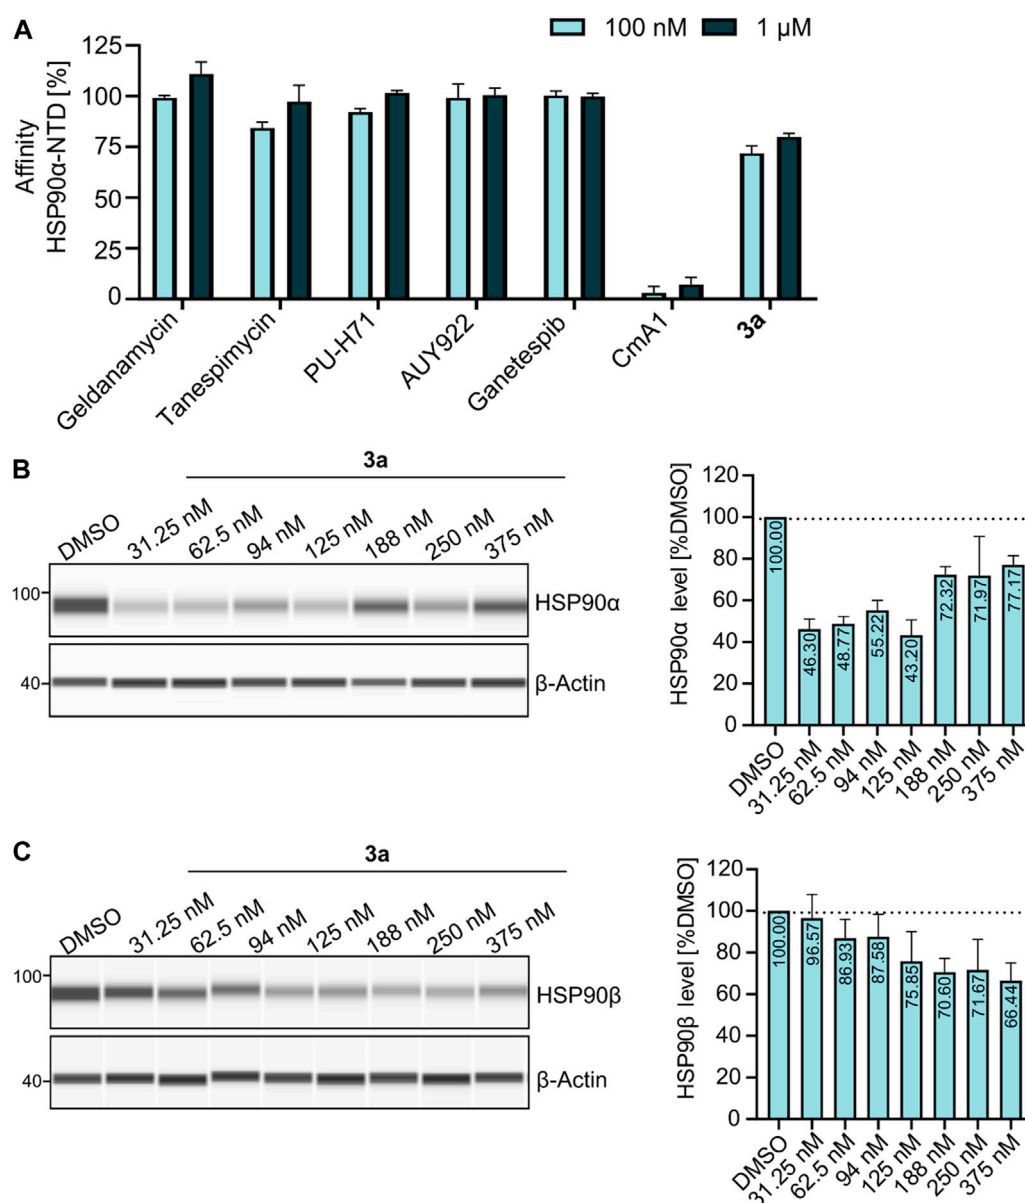 A
100 nM 1 µM
Affinity
HSP90α-NTD [%]
125
100
75
50
25
0
Geldanamycin
Tanespimycin
PU-H71
AUY922
Ganetespib
CmA1
3a
B
3a
DMSO
31.25 nM
62.5 nM
94 nM
125 nM
188 nM
250 nM
375 nM
100
HSP90α
40
β-Actin
HSP90α level [%DMSO]
120
100
80
60
40
20
0
100.00
46.30
48.77
55.22
43.20
72.32
71.97
77.17
DMSO
31.25 nM
62.5 nM
94 nM
125 nM
188 nM
250 nM
375 nM
C
3a
DMSO
31.25 nM
62.5 nM
94 nM
125 nM
188 nM
250 nM
375 nM
100
HSP90β
40
β-Actin
HSP90β level [%DMSO]
120
100
80
60
40
20
0
100.00
96.57
86.93
87.58
75.85
70.60
71.67
66.44
DMSO
31.25 nM
62.5 nM
94 nM
125 nM
188 nM
250 nM
375 nM